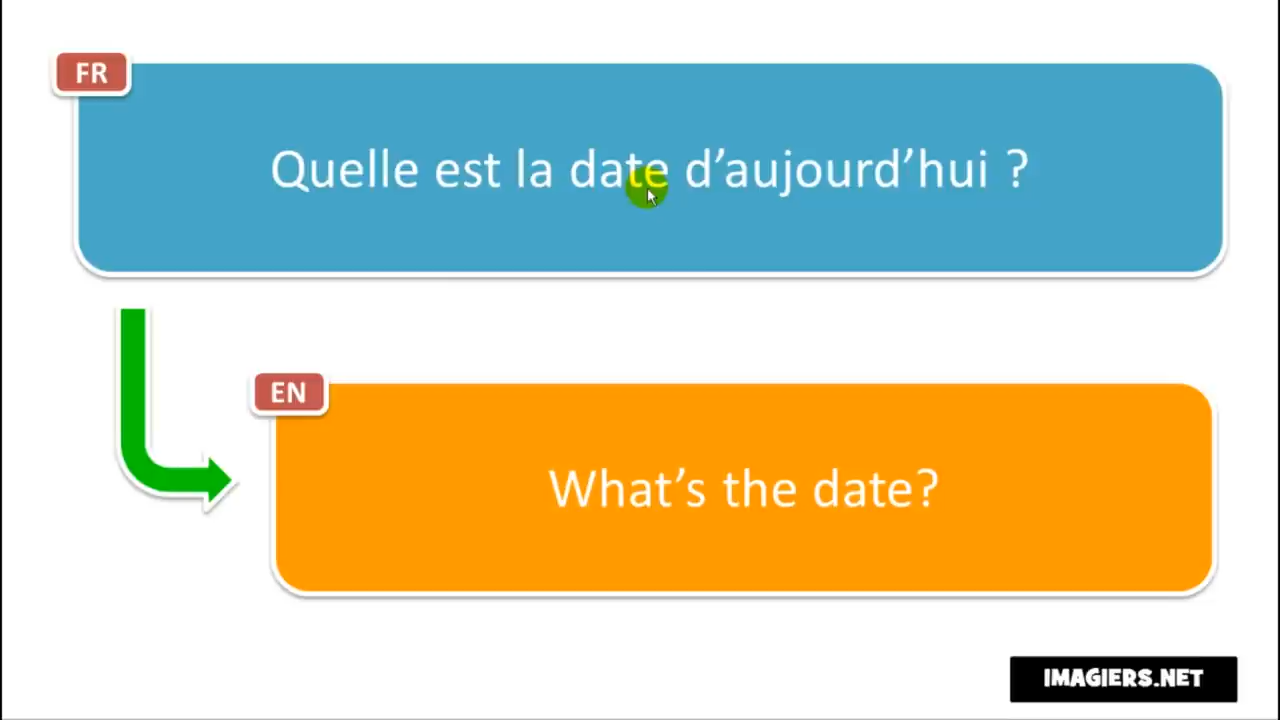 FR
Quelle est la date d’aujourd’hui ?
EN
What’s the date?
IMAGIERS.NET